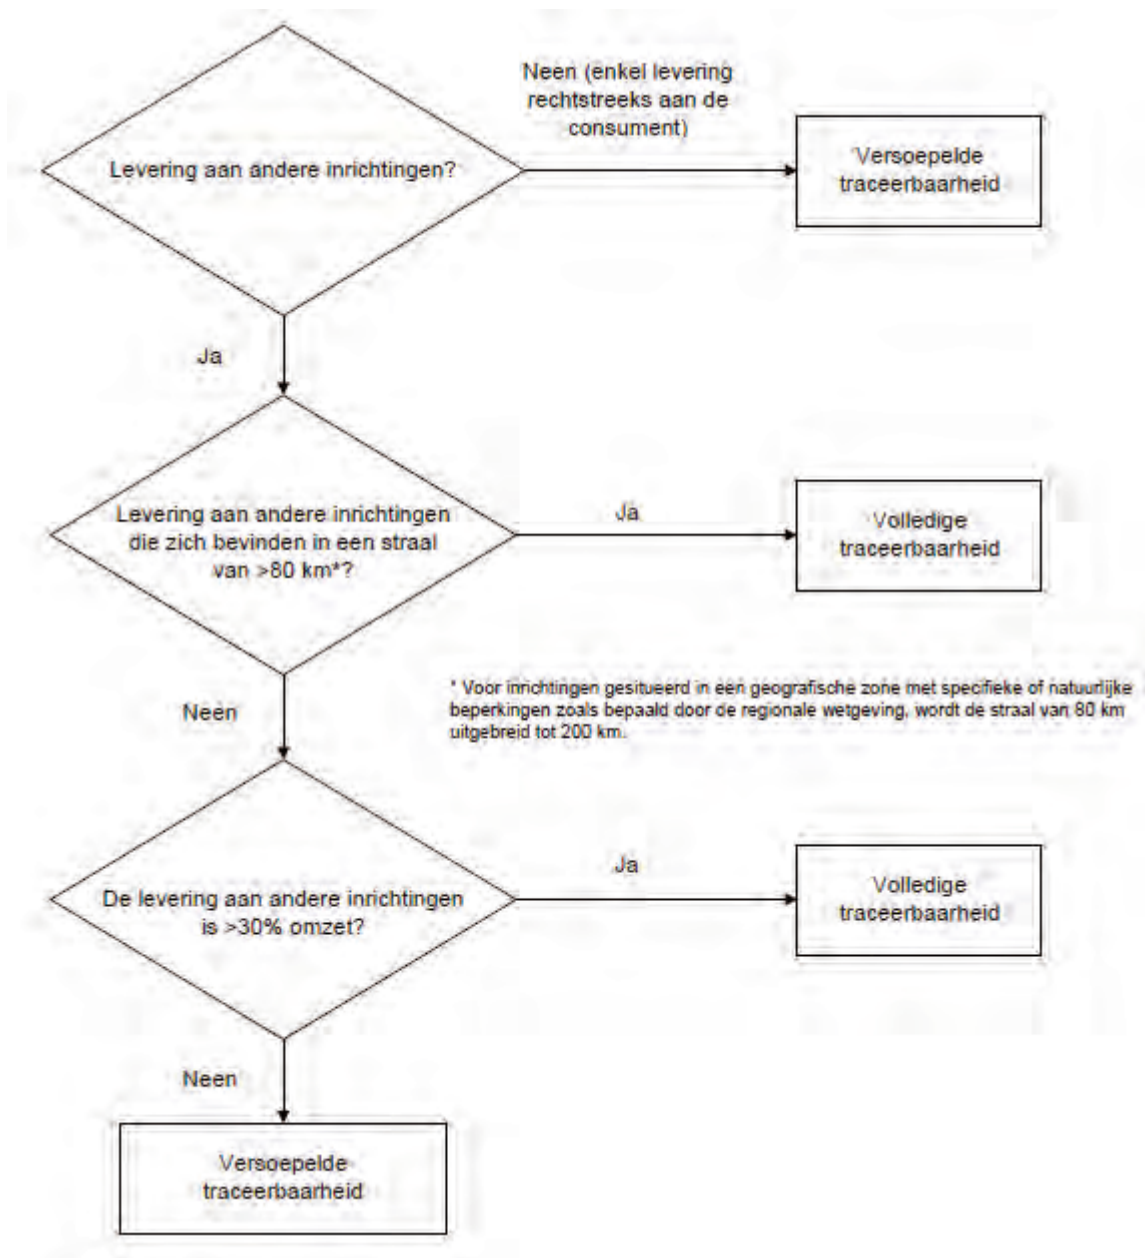 Neen (enkel levering
rechtstreeks aan de
consument)
Levering aan andere inrichtingen?
Versoepelde
traceerbaarheid
Ja
Levering aan andere inrichtingen
die zich bevinden in een straal
van >80 km*?
Ja
Volledige
traceerbaarheid
Neen
* Voor inrichtingen gesitueerd in een geografische zone met specifieke of natuurlijke
beperkingen zoals bepaald door de regionale wetgeving, wordt de straal van 80 km
uitgebreid tot 200 km.
De levering aan andere inrichtingen
is >30% omzet?
Ja
Volledige
traceerbaarheid
Neen
Versoepelde
traceerbaarheid